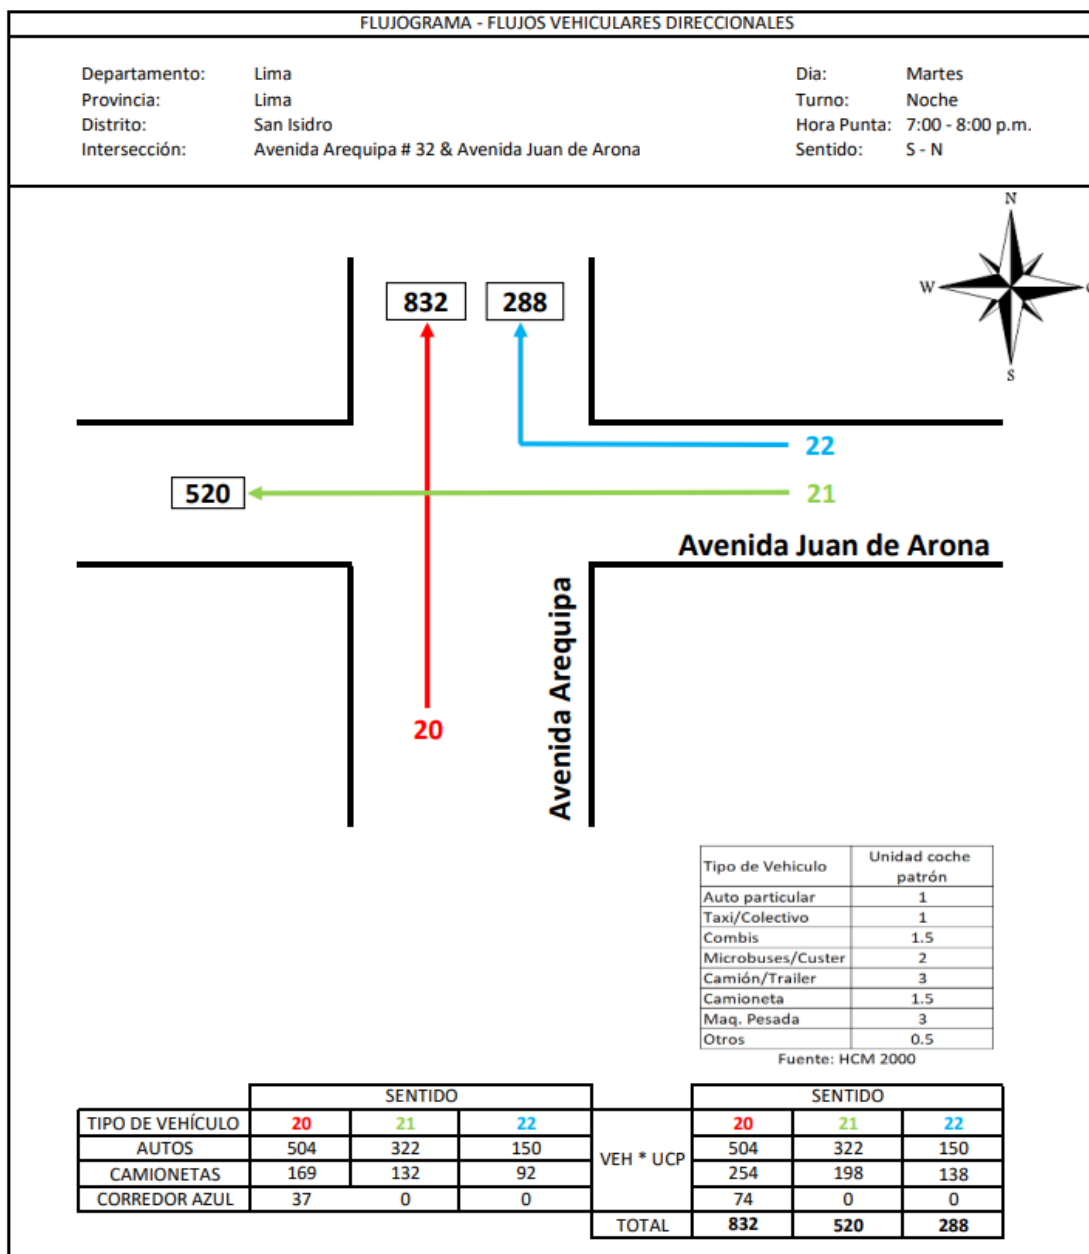 FLUJOGRAMA - FLUJOS VEHICULARES DIRECCIONALES
Departamento: Lima Dia: Martes
Provincia: Lima Turno: Noche
Distrito: San Isidro Hora Punta: 7:00 - 8:00 p.m.
Intersección: Avenida Arequipa # 32 & Avenida Juan de Arona Sentido: S - N
N
W
S
832 288
22
520 21
Avenida Juan de Arona
Avenida Arequipa
20
Tipo de Vehiculo Unidad coche patrón
Auto particular 1
Taxi/Colectivo 1
Combis 1.5
Microbuses/Custer 2
Camión/Trailer 3
Camioneta 1.5
Maq. Pesada 3
Otros 0.5
Fuente: HCM 2000
SENTIDO SENTIDO
TIPO DE VEHÍCULO 20 21 22 VEH * UCP 20 21 22
AUTOS 504 322 150 504 322 150
CAMIONETAS 169 132 92 254 198 138
CORREDOR AZUL 37 0 0 74 0 0
TOTAL 832 520 288